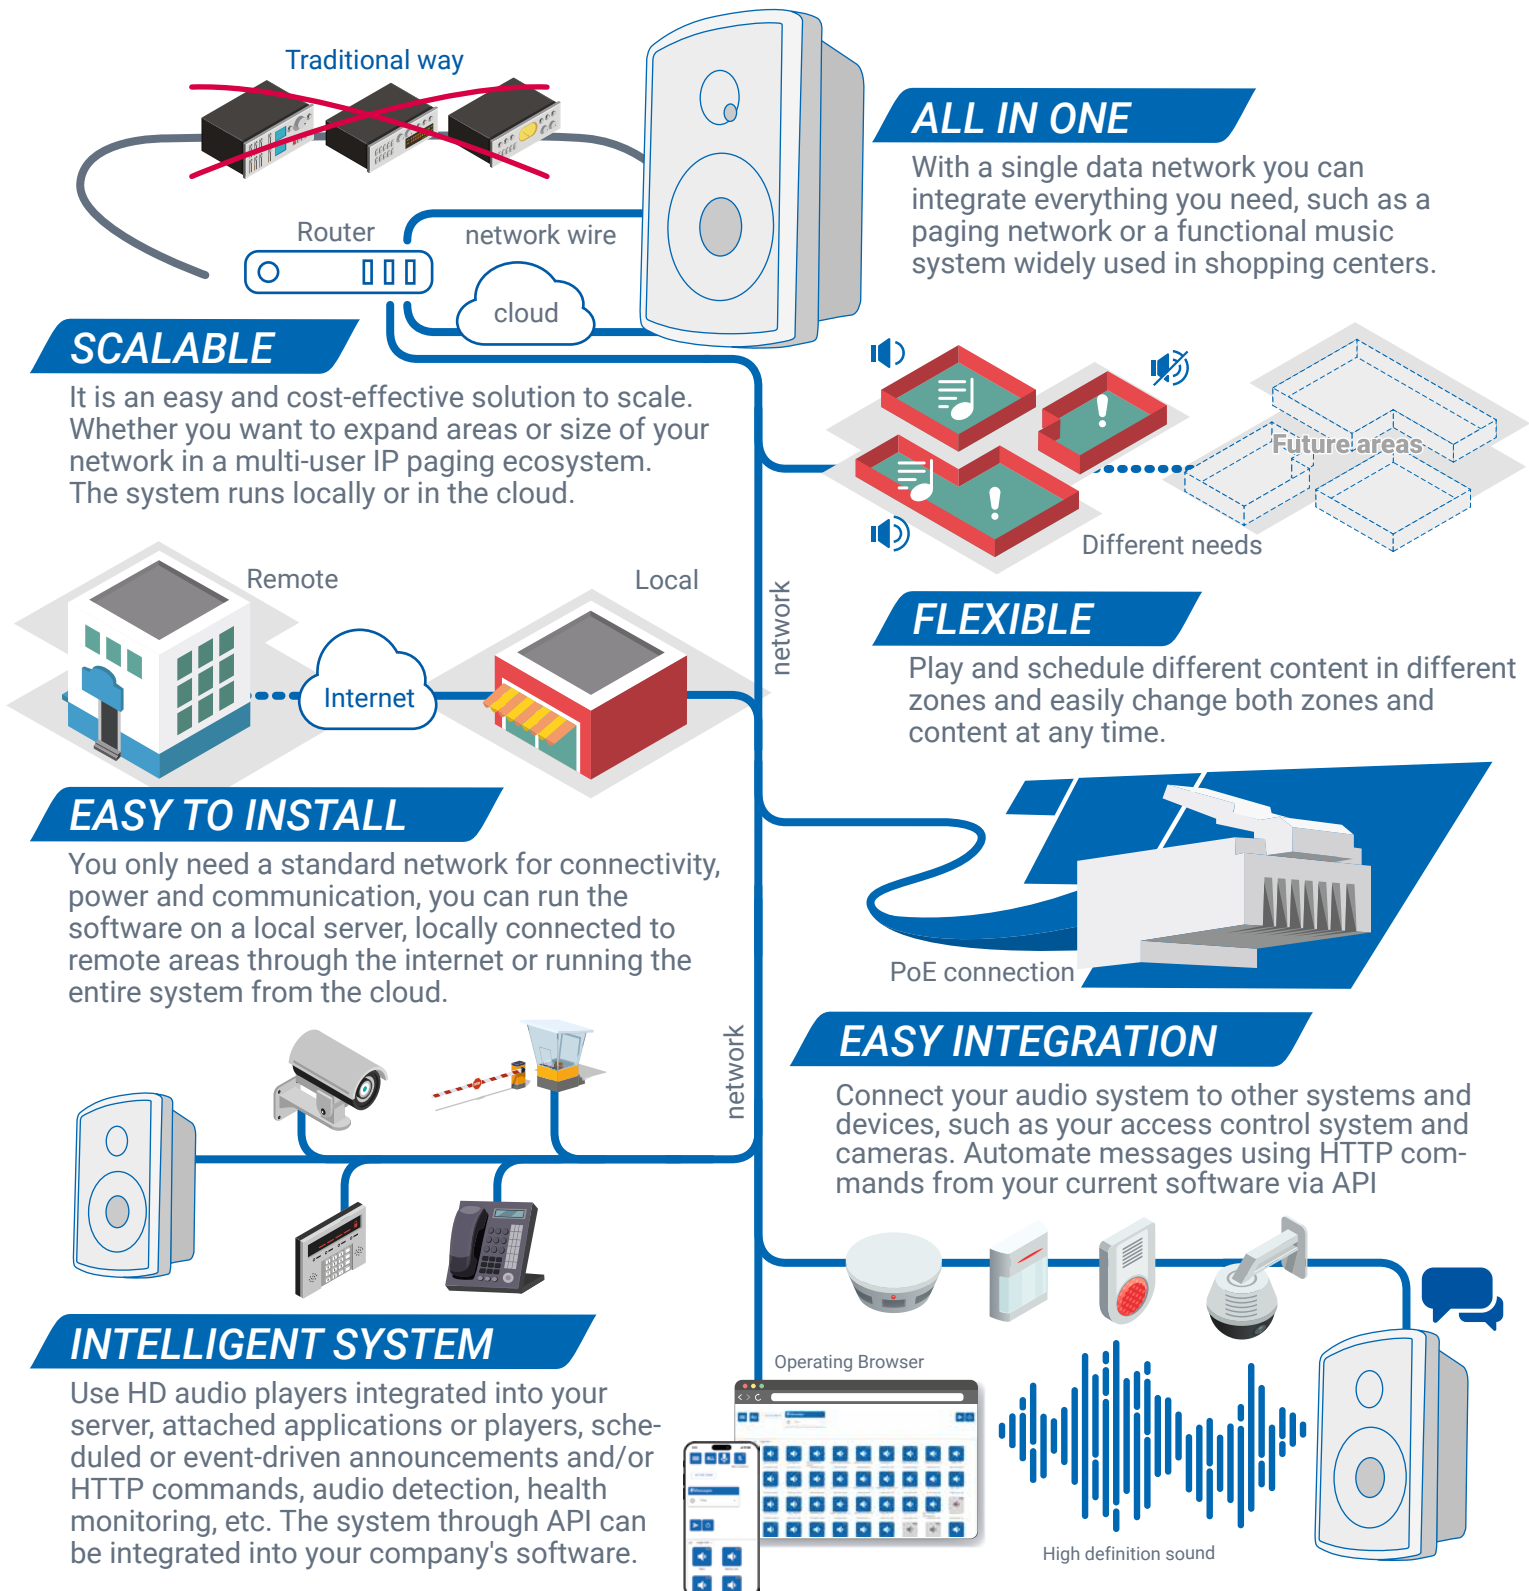 Traditional way
ALL IN ONE
With a single data network you can
integrate everything you need, such as a
paging network or a functional music
system widely used in shopping centers.
Router
network wire
cloud
SCALABLE
It is an easy and cost-effective solution to scale.
Whether you want to expand areas or size of your
network in a multi-user IP paging ecosystem.
The system runs locally or in the cloud.
Future areas
Different needs
Remote
Local
Internet
network
FLEXIBLE
Play and schedule different content in different
zones and easily change both zones and
content at any time.
EASY TO INSTALL
You only need a standard network for connectivity,
power and communication, you can run the
software on a local server, locally connected to
remote areas through the internet or running the
entire system from the cloud.
PoE connection
network
EASY INTEGRATION
Connect your audio system to other systems and
devices, such as your access control system and
cameras. Automate messages using HTTP com-
mands from your current software via API
INTELLIGENT SYSTEM
Use HD audio players integrated into your
server, attached applications or players, sche-
duled or event-driven announcements and/or
HTTP commands, audio detection, health
monitoring, etc. The system through API can
be integrated into your company's software.
Operating Browser
High definition sound